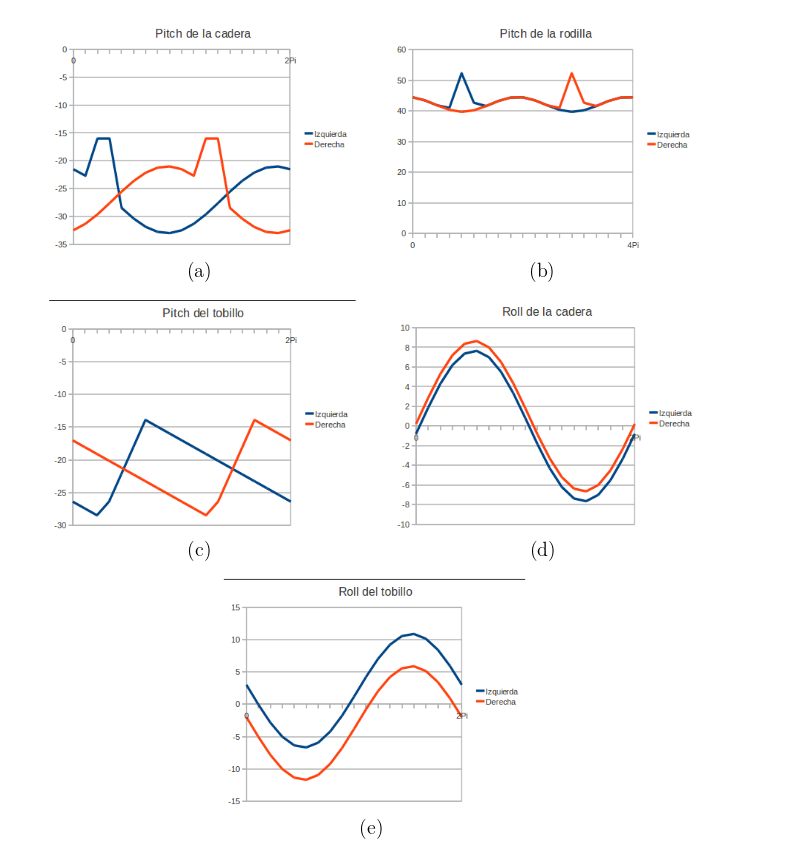 Pitch de la cadera
0
0
2Pi
-5
-10
-15
-20
-25
-30
-35
Izquierda
Derecha
(a)
Pitch de la rodilla
60
50
40
30
20
10
0
0
4Pi
Izquierda
Derecha
(b)
Pitch del tobillo
0
0
2Pi
-5
-10
-15
-20
-25
-30
Izquierda
Derecha
(c)
Roll de la cadera
10
8
6
4
2
0
0
2Pi
-2
-4
-6
-8
-10
Izquierda
Derecha
(d)
Roll del tobillo
15
10
5
0
0
2Pi
-5
-10
-15
Izquierda
Derecha
(e)